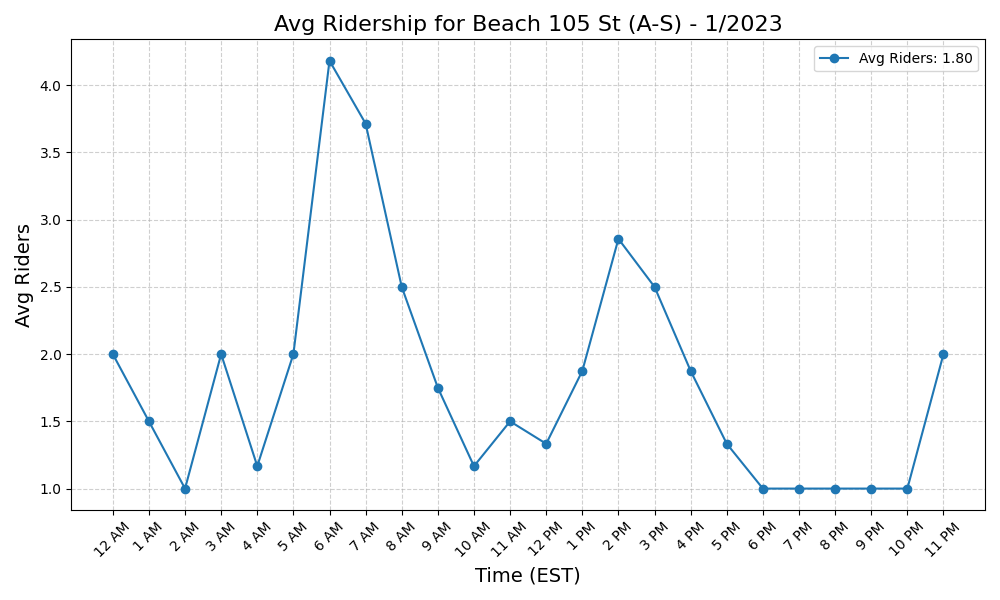 Avg Ridership for Beach 105 St (A-S) - 1/2023
Avg Riders: 1.80
Avg Riders
4.0
3.5
3.0
2.5
2.0
1.5
1.0
12 AM
1 AM
2 AM
3 AM
4 AM
5 AM
6 AM
7 AM
8 AM
9 AM
10 AM
11 AM
12 PM
1 PM
2 PM
3 PM
4 PM
5 PM
6 PM
7 PM
8 PM
9 PM
10 PM
11 PM
Time (EST)